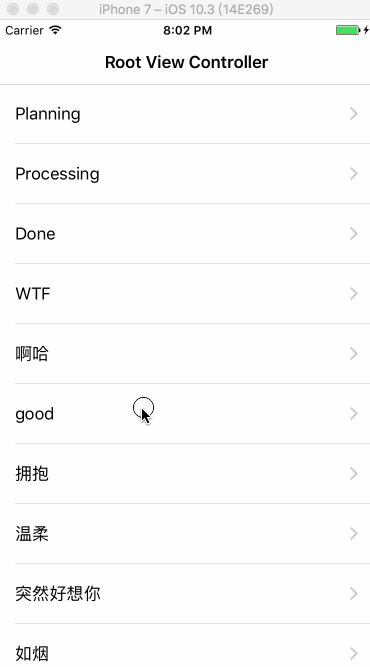 iPhone 7 – iOS 10.3 (14E269)
Carrier 8:02 PM
Root View Controller
Planning
Processing
Done
WTF
啊哈
good
拥抱
温柔
突然好想你
如烟